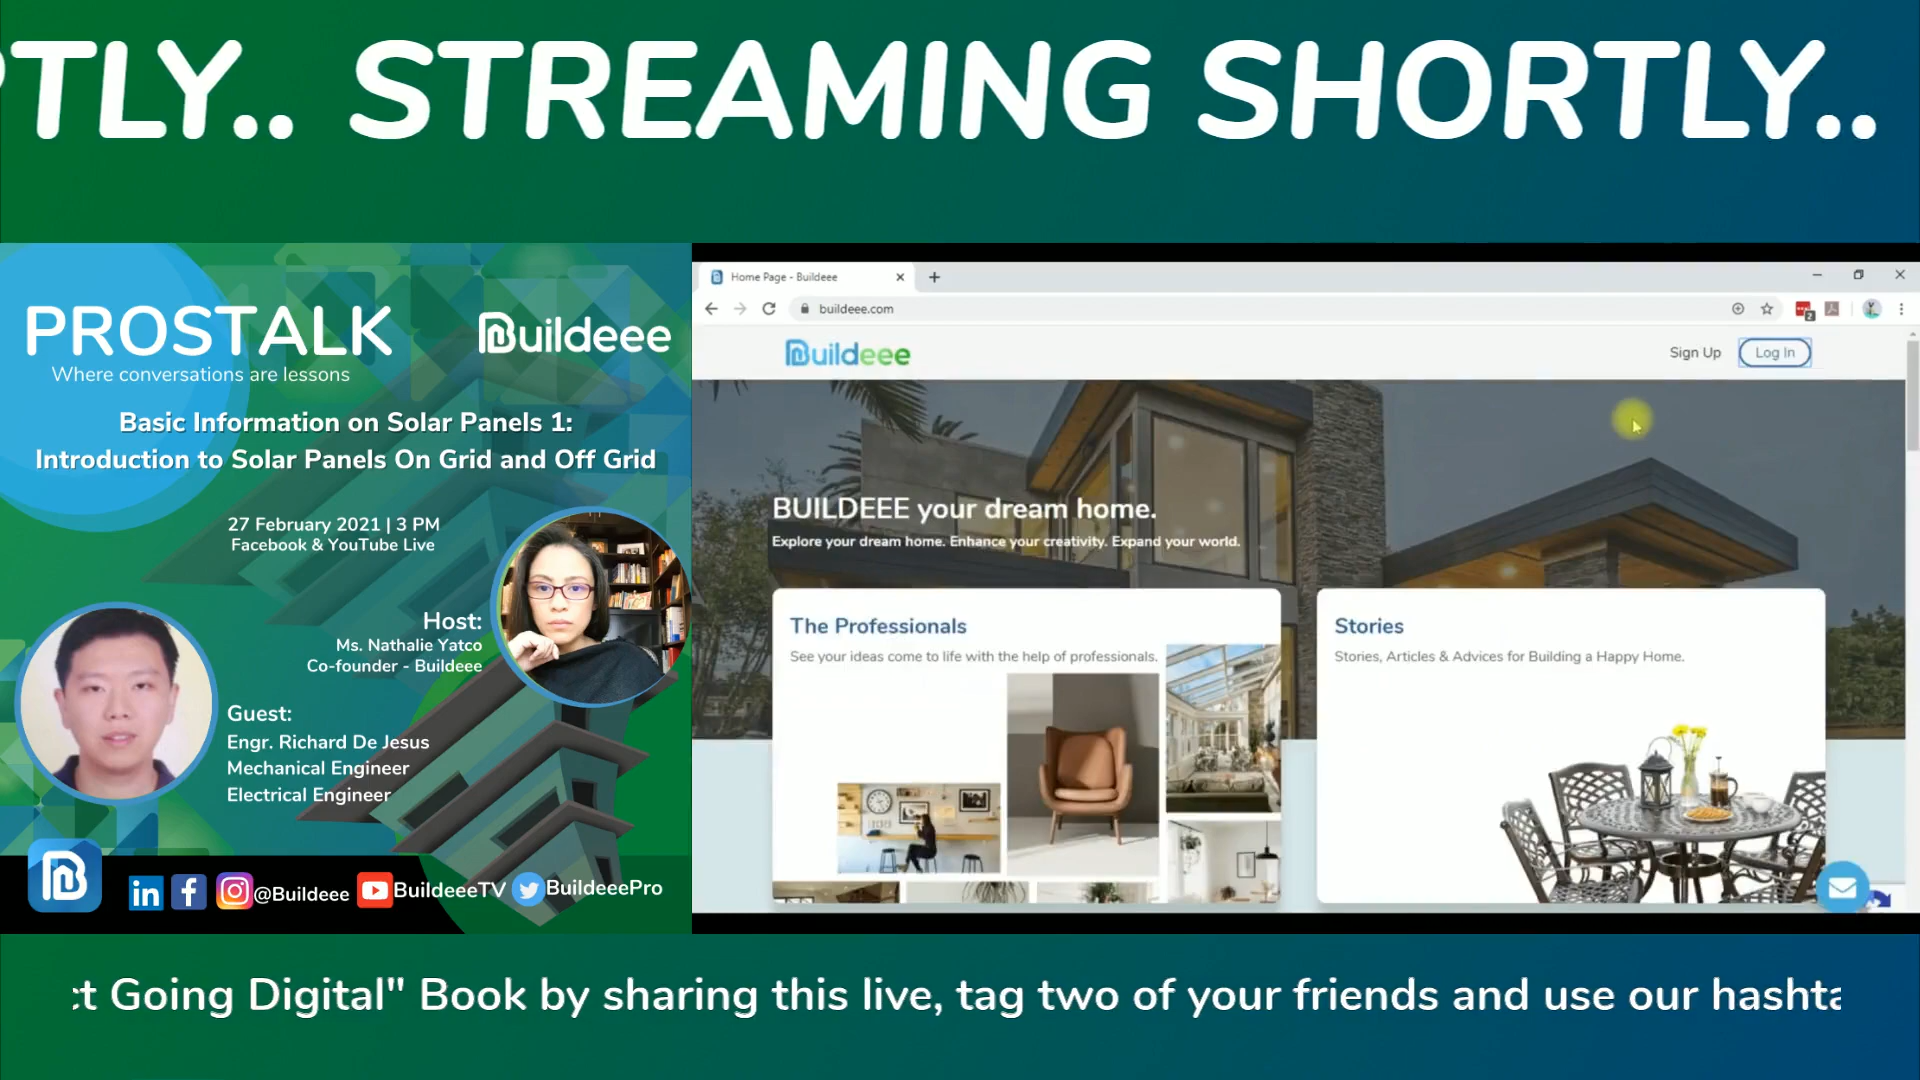 TLY.. STREAMING SHORTLY..
PROSTALK
Where conversations are lessons
Buildeee
Basic Information on Solar Panels 1:
Introduction to Solar Panels On Grid and Off Grid
27 February 2021 | 3 PM
Facebook & YouTube Live
Host:
Ms. Nathalie Yatco
Co-founder - Buildeee
Guest:
Engr. Richard De Jesus
Mechanical Engineer
Electrical Engineer
@Buildeee
BuildeeeTV
BuildeeePro
Home Page - Buildeee
buildeee.com
2
Buildeee
Sign Up
Log In
BUILDEEE your dream home.
Explore your dream home. Enhance your creativity. Expand your world.
The Professionals
See your ideas come to life with the help of professionals.
Stories
Stories, Articles & Advices for Building a Happy Home.
ct Going Digital" Book by sharing this live, tag two of your friends and use our hashta